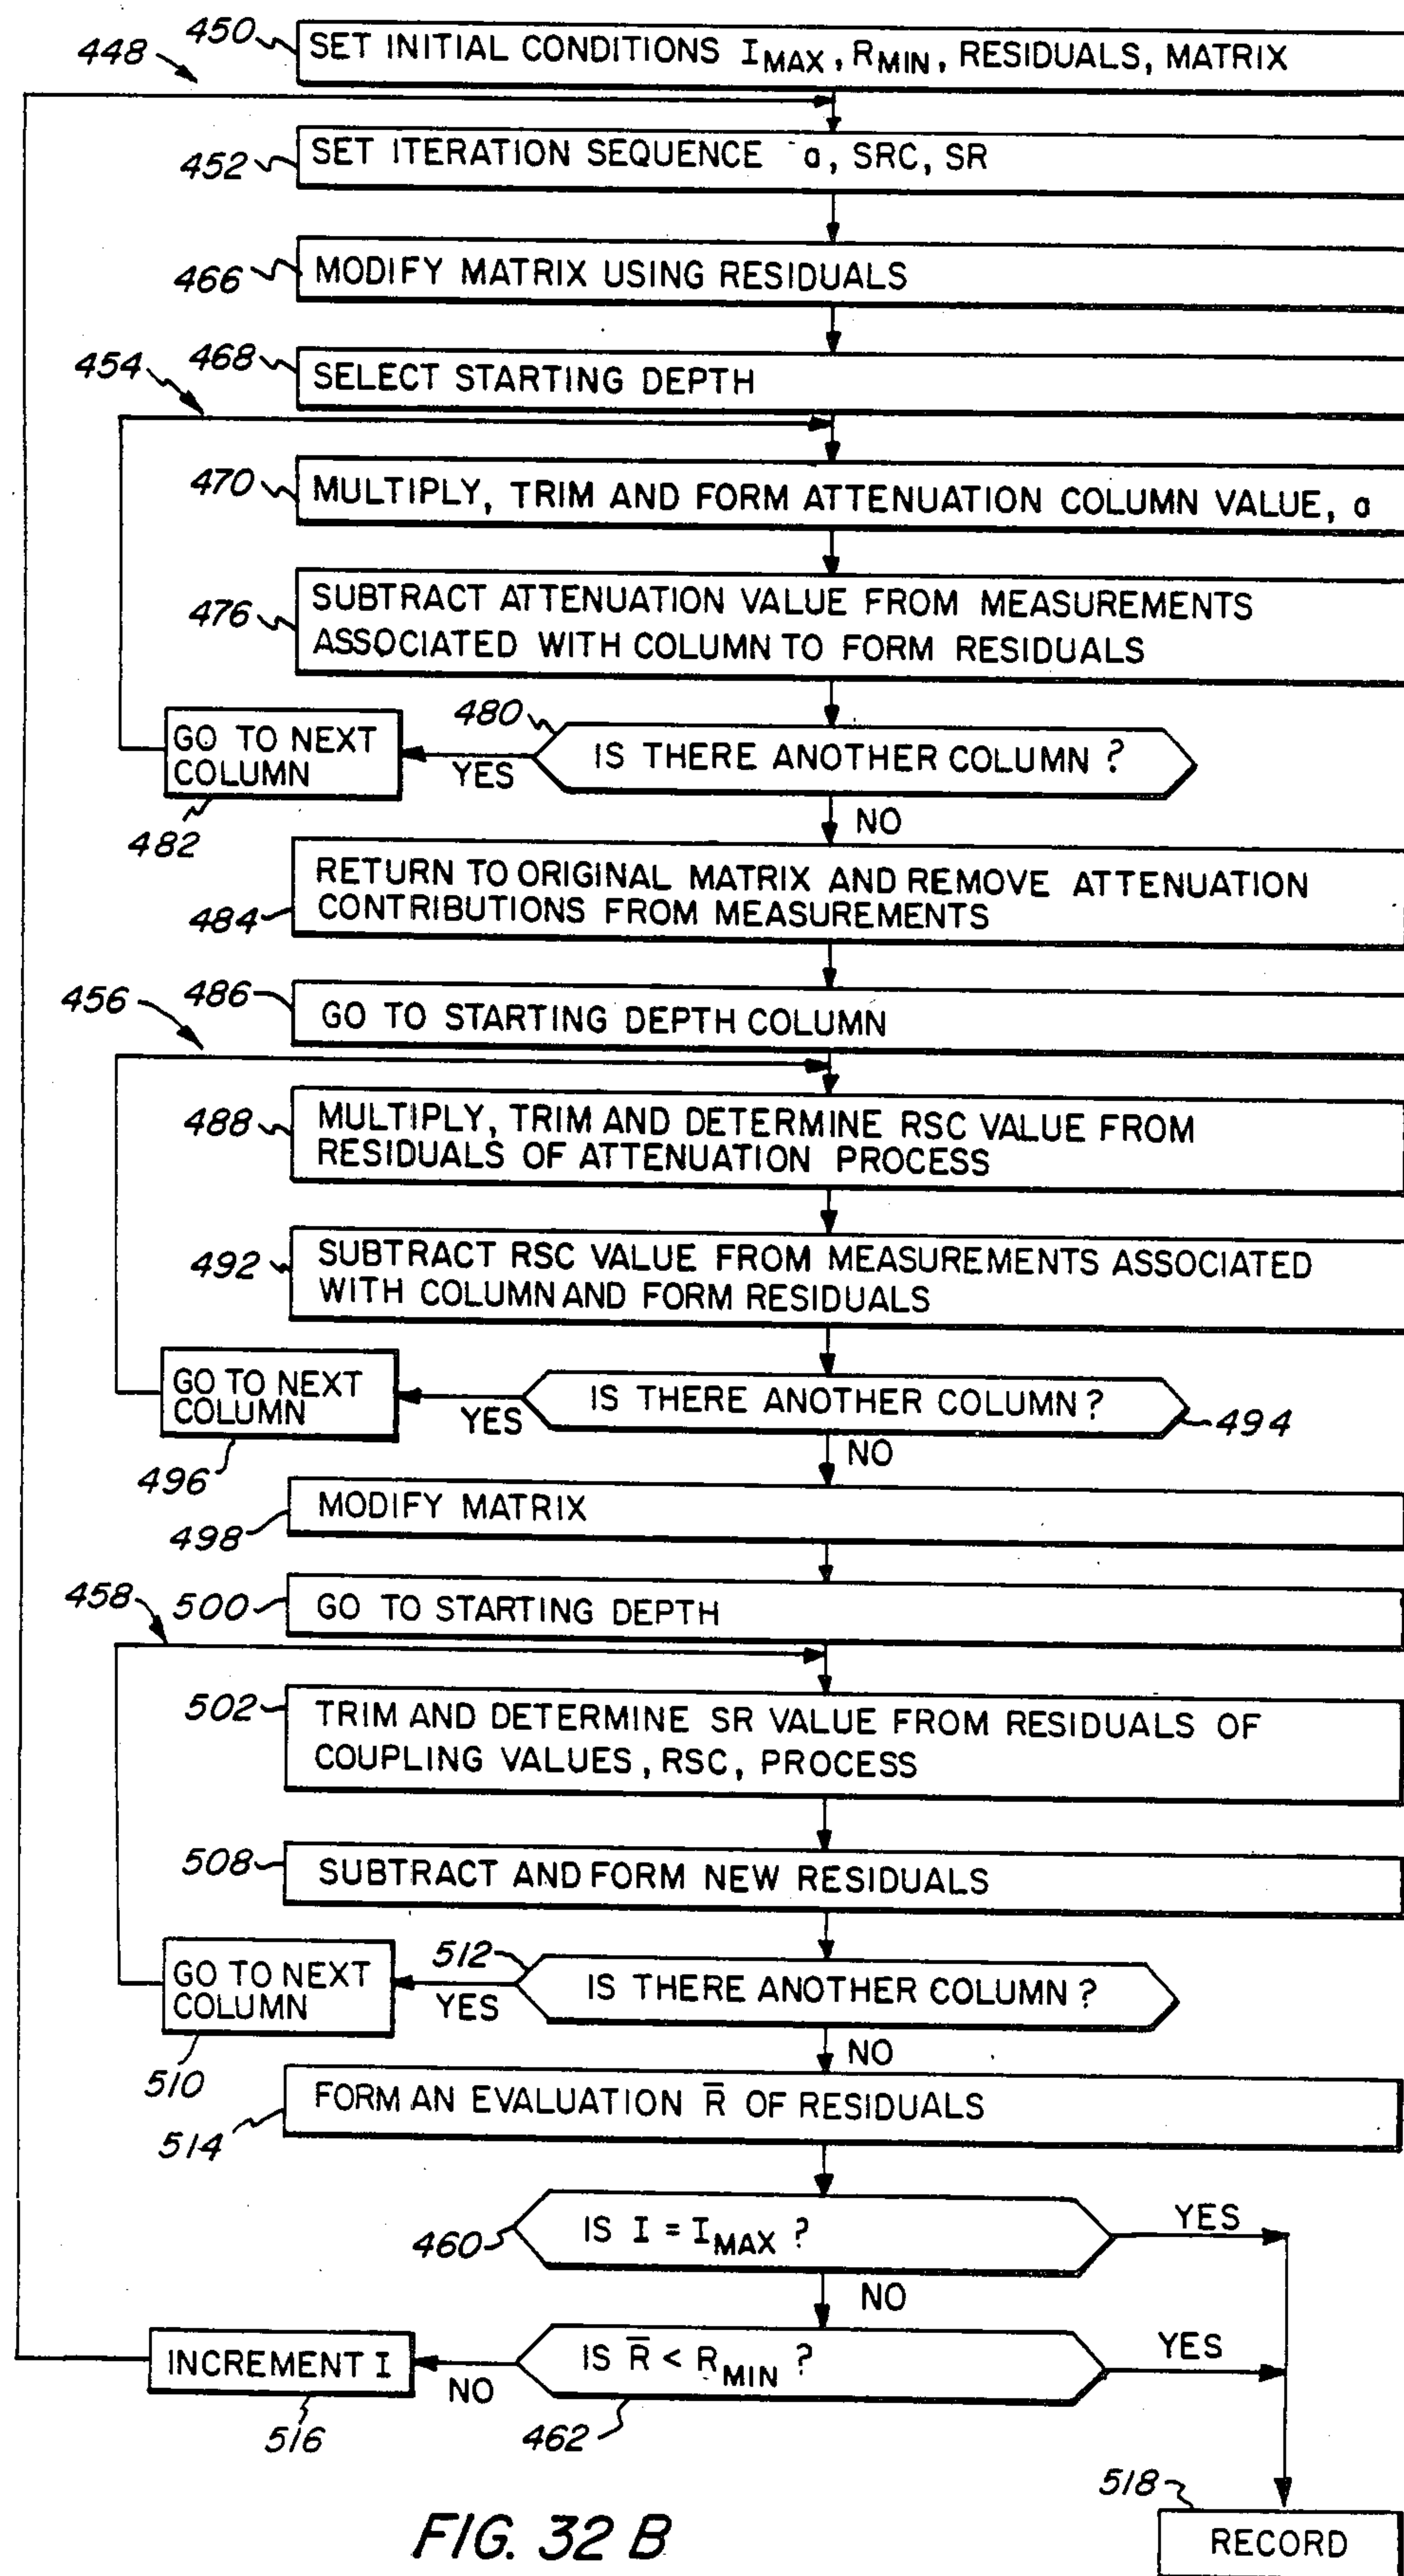 450 SET INITIAL CONDITIONS IMAX, RMIN, RESIDUALS, MATRIX
448
452 SET ITERATION SEQUENCE a, SRC, SR
466 MODIFY MATRIX USING RESIDUALS
454 468 SELECT STARTING DEPTH
470 MULTIPLY, TRIM AND FORM ATTENUATION COLUMN VALUE, a
476 SUBTRACT ATTENUATION VALUE FROM MEASUREMENTS
ASSOCIATED WITH COLUMN TO FORM RESIDUALS
480 IS THERE ANOTHER COLUMN ?
YES
GO TO NEXT
COLUMN
482
NO
484 RETURN TO ORIGINAL MATRIX AND REMOVE ATTENUATION
CONTRIBUTIONS FROM MEASUREMENTS
456 486 GO TO STARTING DEPTH COLUMN
488 MULTIPLY, TRIM AND DETERMINE RSC VALUE FROM
RESIDUALS OF ATTENUATION PROCESS
492 SUBTRACT RSC VALUE FROM MEASUREMENTS ASSOCIATED
WITH COLUMN AND FORM RESIDUALS
IS THERE ANOTHER COLUMN ? 494
YES
GO TO NEXT
COLUMN
496
NO
498 MODIFY MATRIX
458 500 GO TO STARTING DEPTH
502 TRIM AND DETERMINE SR VALUE FROM RESIDUALS OF
COUPLING VALUES, RSC, PROCESS
508 SUBTRACT AND FORM NEW RESIDUALS
512 IS THERE ANOTHER COLUMN ?
YES
GO TO NEXT
COLUMN
510
NO
514 FORM AN EVALUATION R̅ OF RESIDUALS
460 IS I = IMAX ?
YES
NO
462 IS R̅ < RMIN ?
YES
NO
INCREMENT I
516
518 RECORD
FIG. 32 B